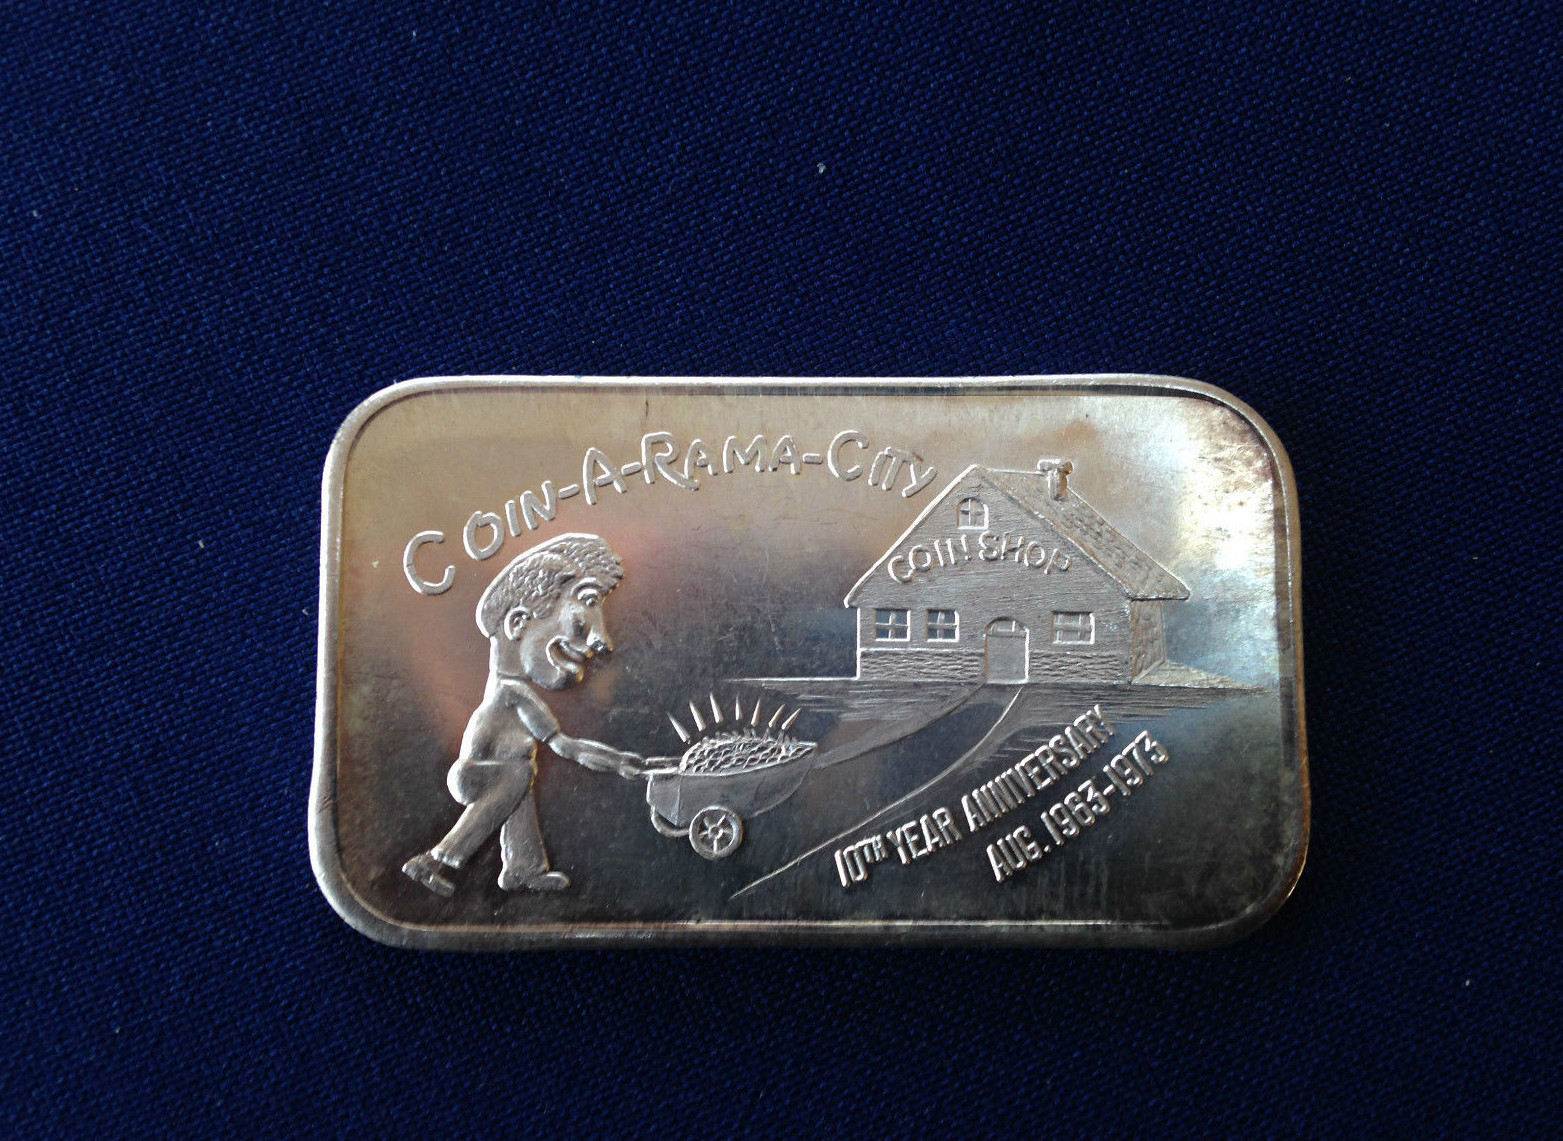 COIN-A-RAMA-CITY
COIN SHOP
10TH YEAR ANNIVERSARY
AUG. 1963-1973